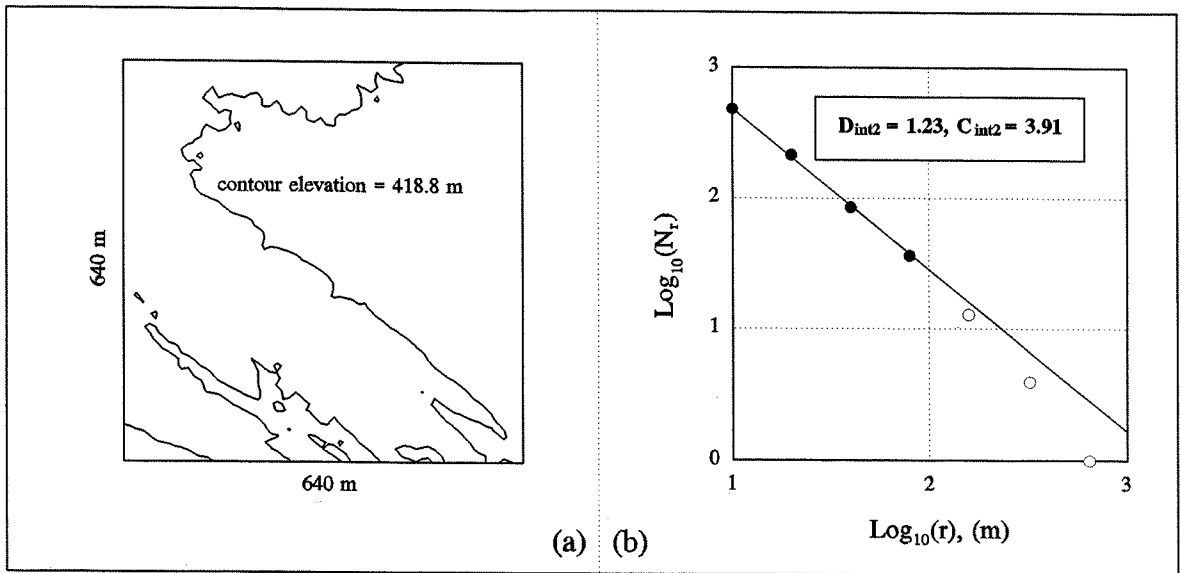 contour elevation = 418.8 m
640 m
640 m
(a)
(b)
D_int2 = 1.23, C_int2 = 3.91
Log₁₀(Nᵣ)
3
2
1
0
1
2
3
Log₁₀(r), (m)